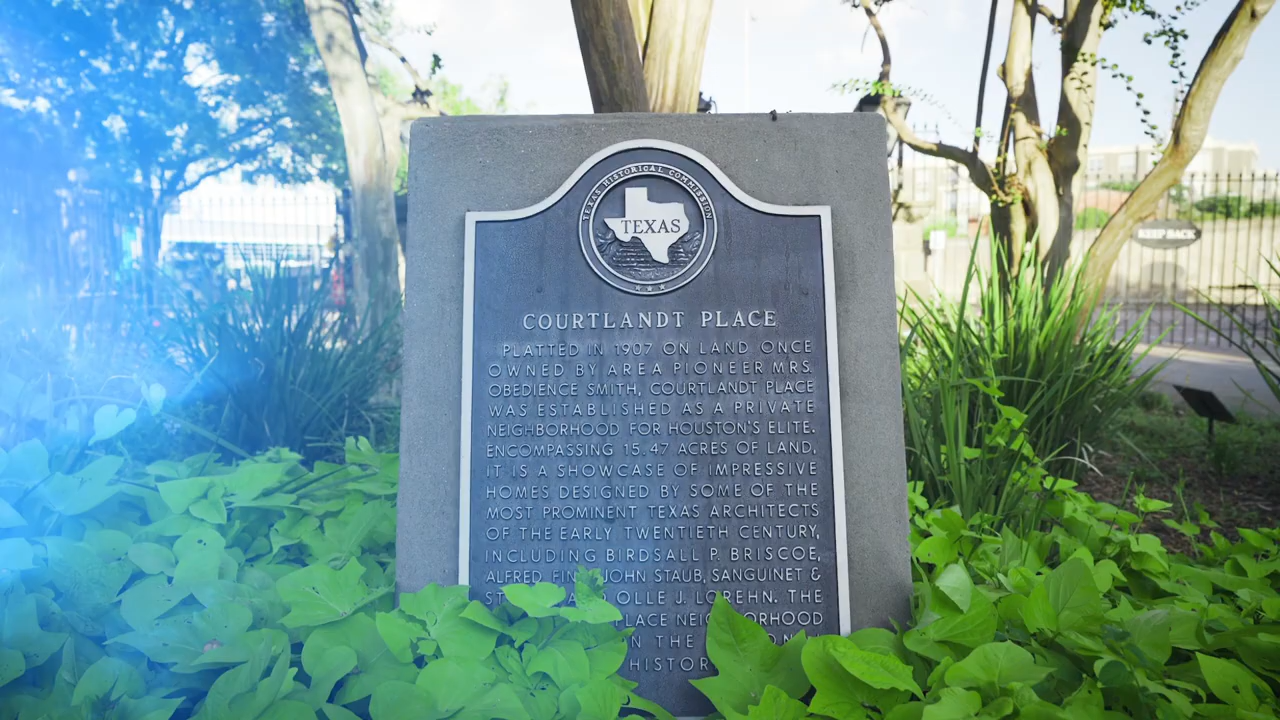 TEXAS HISTORICAL COMMISSION
TEXAS
COURTLANDT PLACE
PLATTED IN 1907 ON LAND ONCE
OWNED BY AREA PIONEER MRS.
OBEDIENCE SMITH, COURTLANDT PLACE
WAS ESTABLISHED AS A PRIVATE
NEIGHBORHOOD FOR HOUSTON'S ELITE.
ENCOMPASSING 15.47 ACRES OF LAND,
IT IS A SHOWCASE OF IMPRESSIVE
HOMES DESIGNED BY SOME OF THE
MOST PROMINENT TEXAS ARCHITECTS
OF THE EARLY TWENTIETH CENTURY,
INCLUDING BIRDSALL P. BRISCOE,
ALFRED JOHN STAUB, SANGUINET &
OLLE J. LOREHN. THE
IN THE
KEEP BACK